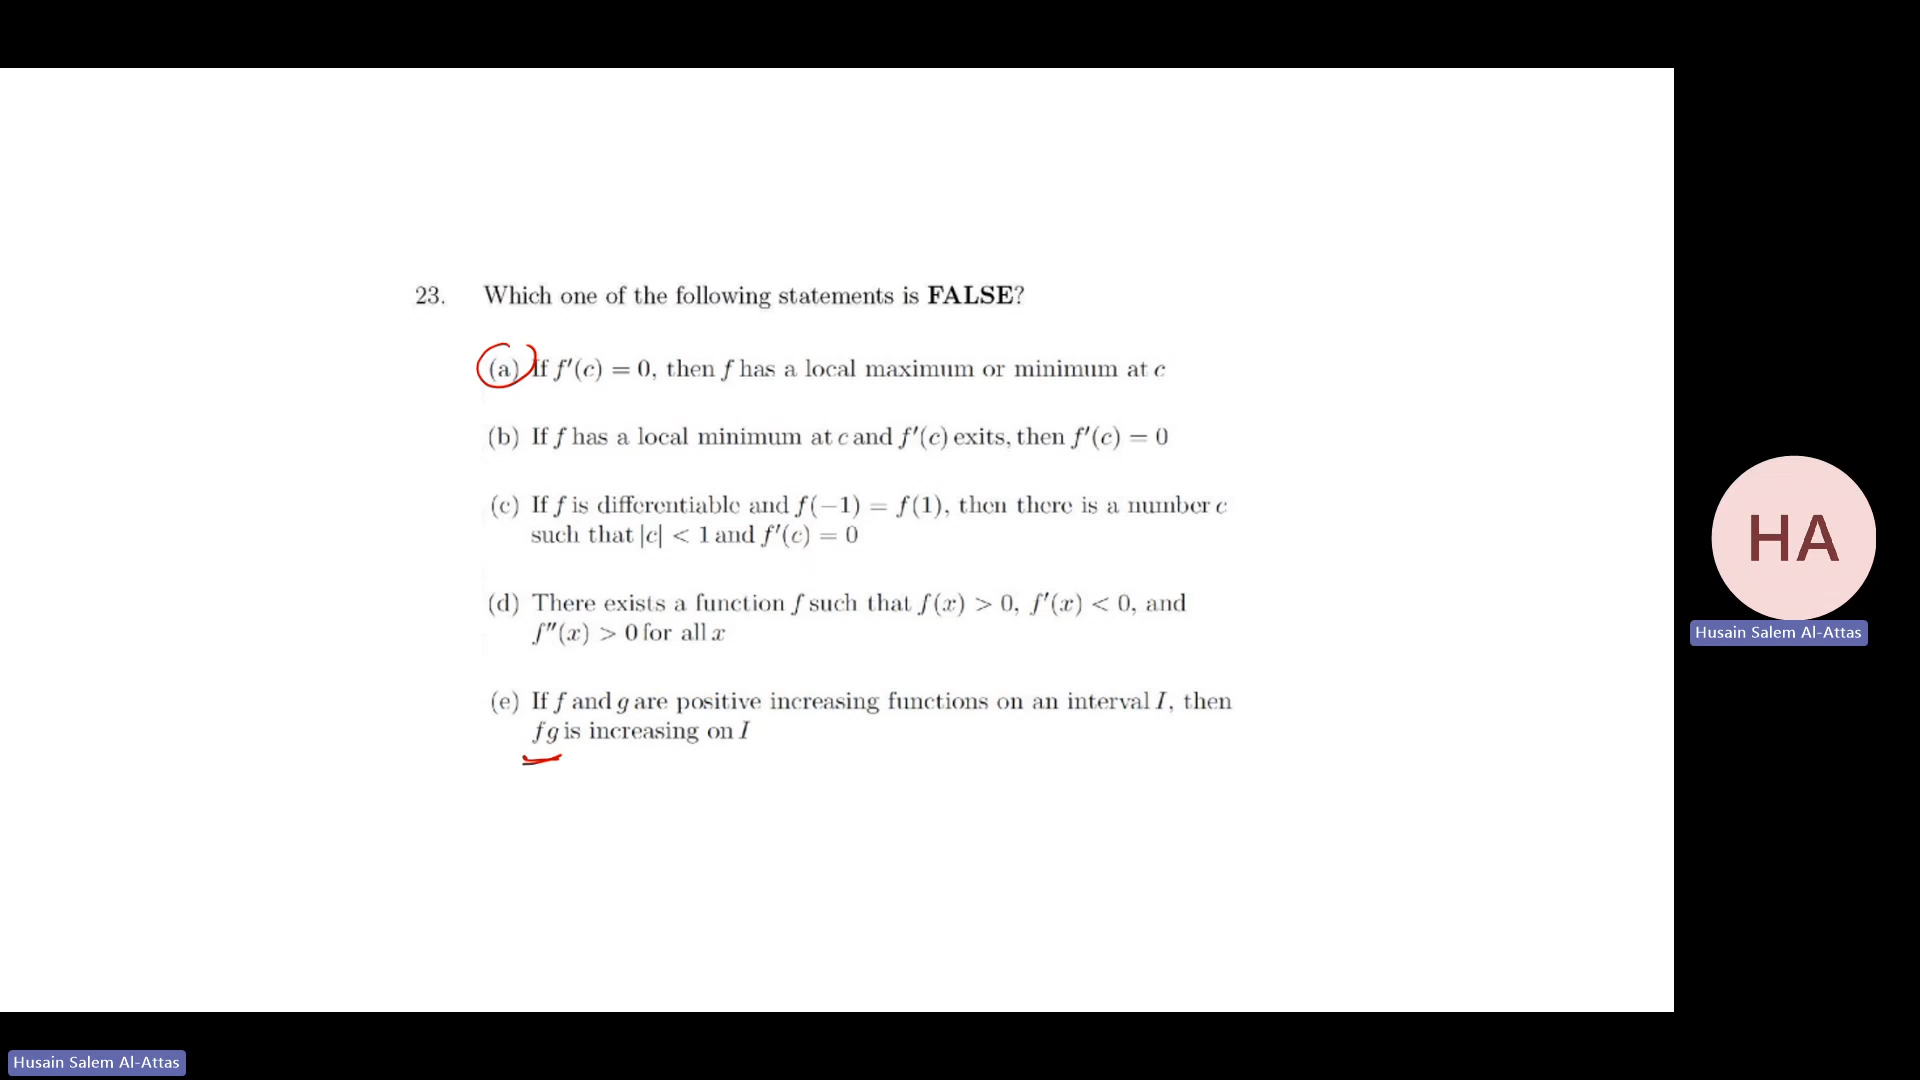 23. Which one of the following statements is FALSE?
(a) If f′(c) = 0, then f has a local maximum or minimum at c
(b) If f has a local minimum at c and f′(c) exits, then f′(c) = 0
(c) If f is differentiable and f(−1) = f(1), then there is a number c
such that |c| < 1 and f′(c) = 0
(d) There exists a function f such that f(x) > 0, f′(x) < 0, and
f″(x) > 0 for all x
(e) If f and g are positive increasing functions on an interval I, then
fg is increasing on I
HA
Husain Salem Al-Attas
Husain Salem Al-Attas